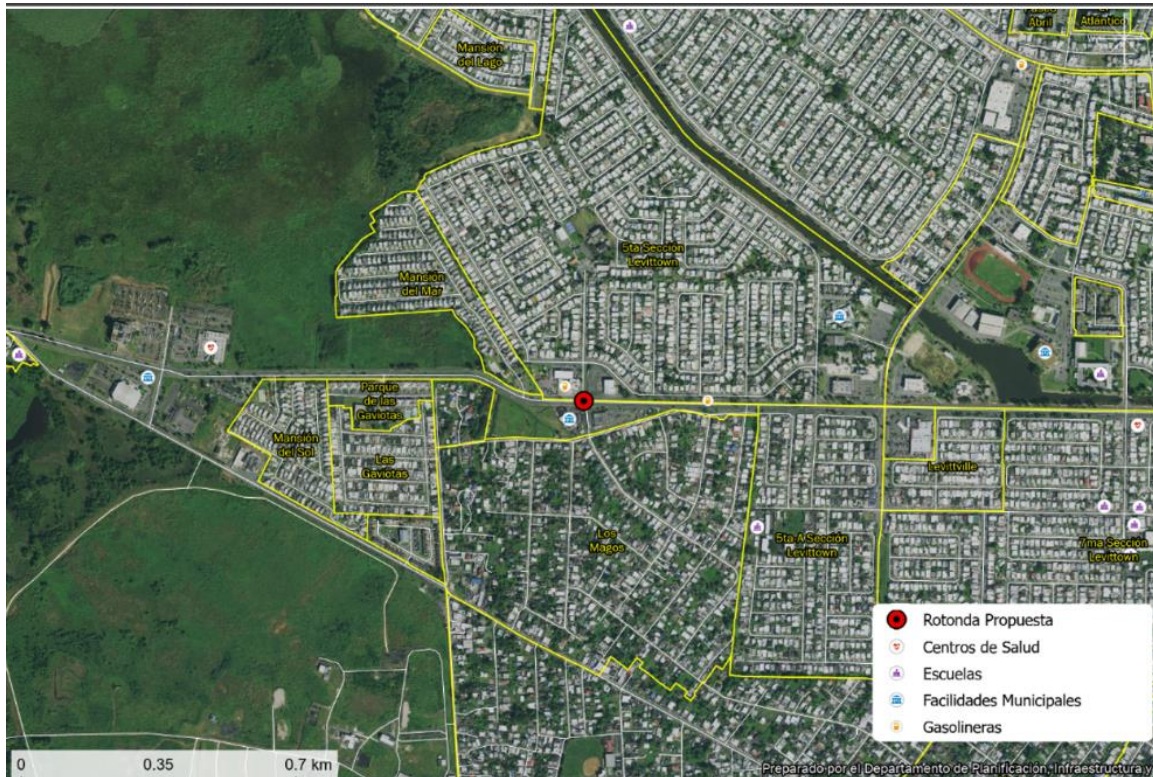 Mansión
del Lago
Atlántico
Abril
5ta Sección
Levittown
Mansión
del Mar
Parque
de las
Gaviotas
Mansión
del Sol
Las
Gaviotas
Levittville
Los
Magos
5ta A Sección
Levittown
7ma Sección
Levittown
Rotonda Propuesta
Centros de Salud
Escuelas
Facilidades Municipales
Gasolineras
0
0.35
0.7 km
Preparado por el Departamento de Planificación, Infraestructura y